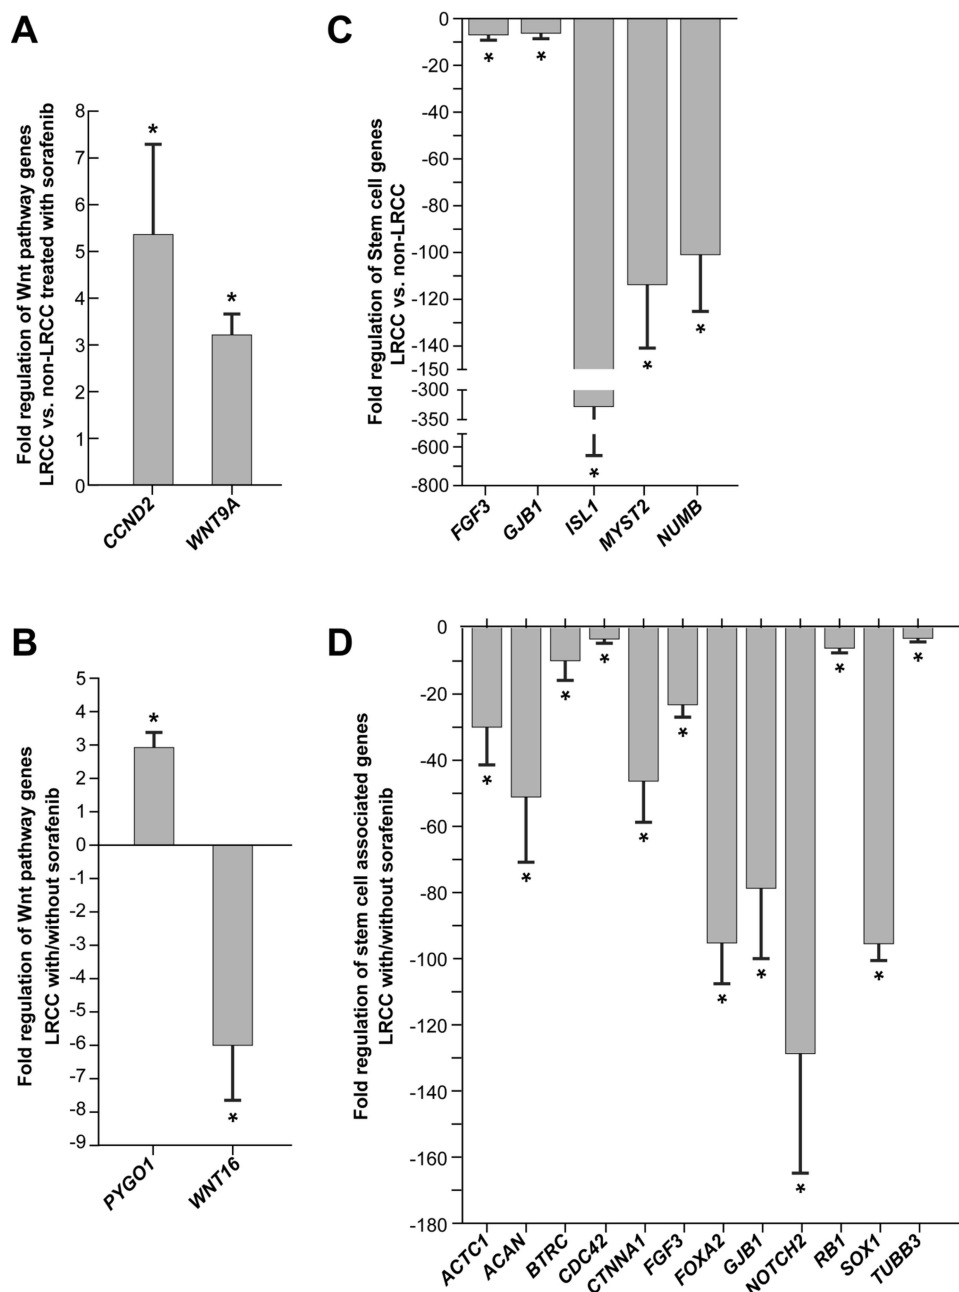 A
Fold regulation of Wnt pathway genes
LRCC vs. non-LRCC treated with sorafenib
8
7
6
5
4
3
2
1
0
*
*
CCND2
WNT9A
C
Fold regulation of Stem cell genes
LRCC vs. non-LRCC
0
-20
-40
-60
-80
-100
-120
-140
-150
-300
-350
-600
-800
*
*
*
*
*
FGF3
GJB1
ISL1
MYST2
NUMB
B
Fold regulation of Wnt pathway genes
LRCC with/without sorafenib
5
4
3
2
1
0
-1
-2
-3
-4
-5
-6
-7
-8
-9
*
*
PYGO1
WNT16
D
Fold regulation of stem cell associated genes
LRCC with/without sorafenib
0
-20
-40
-60
-80
-100
-120
-140
-160
-180
*
*
*
*
*
*
*
*
*
*
*
*
ACTC1
ACAN
BTRC
CDC42
CTNNA1
FGF3
FOXA2
GJB1
NOTCH2
RB1
SOX1
TUBB3